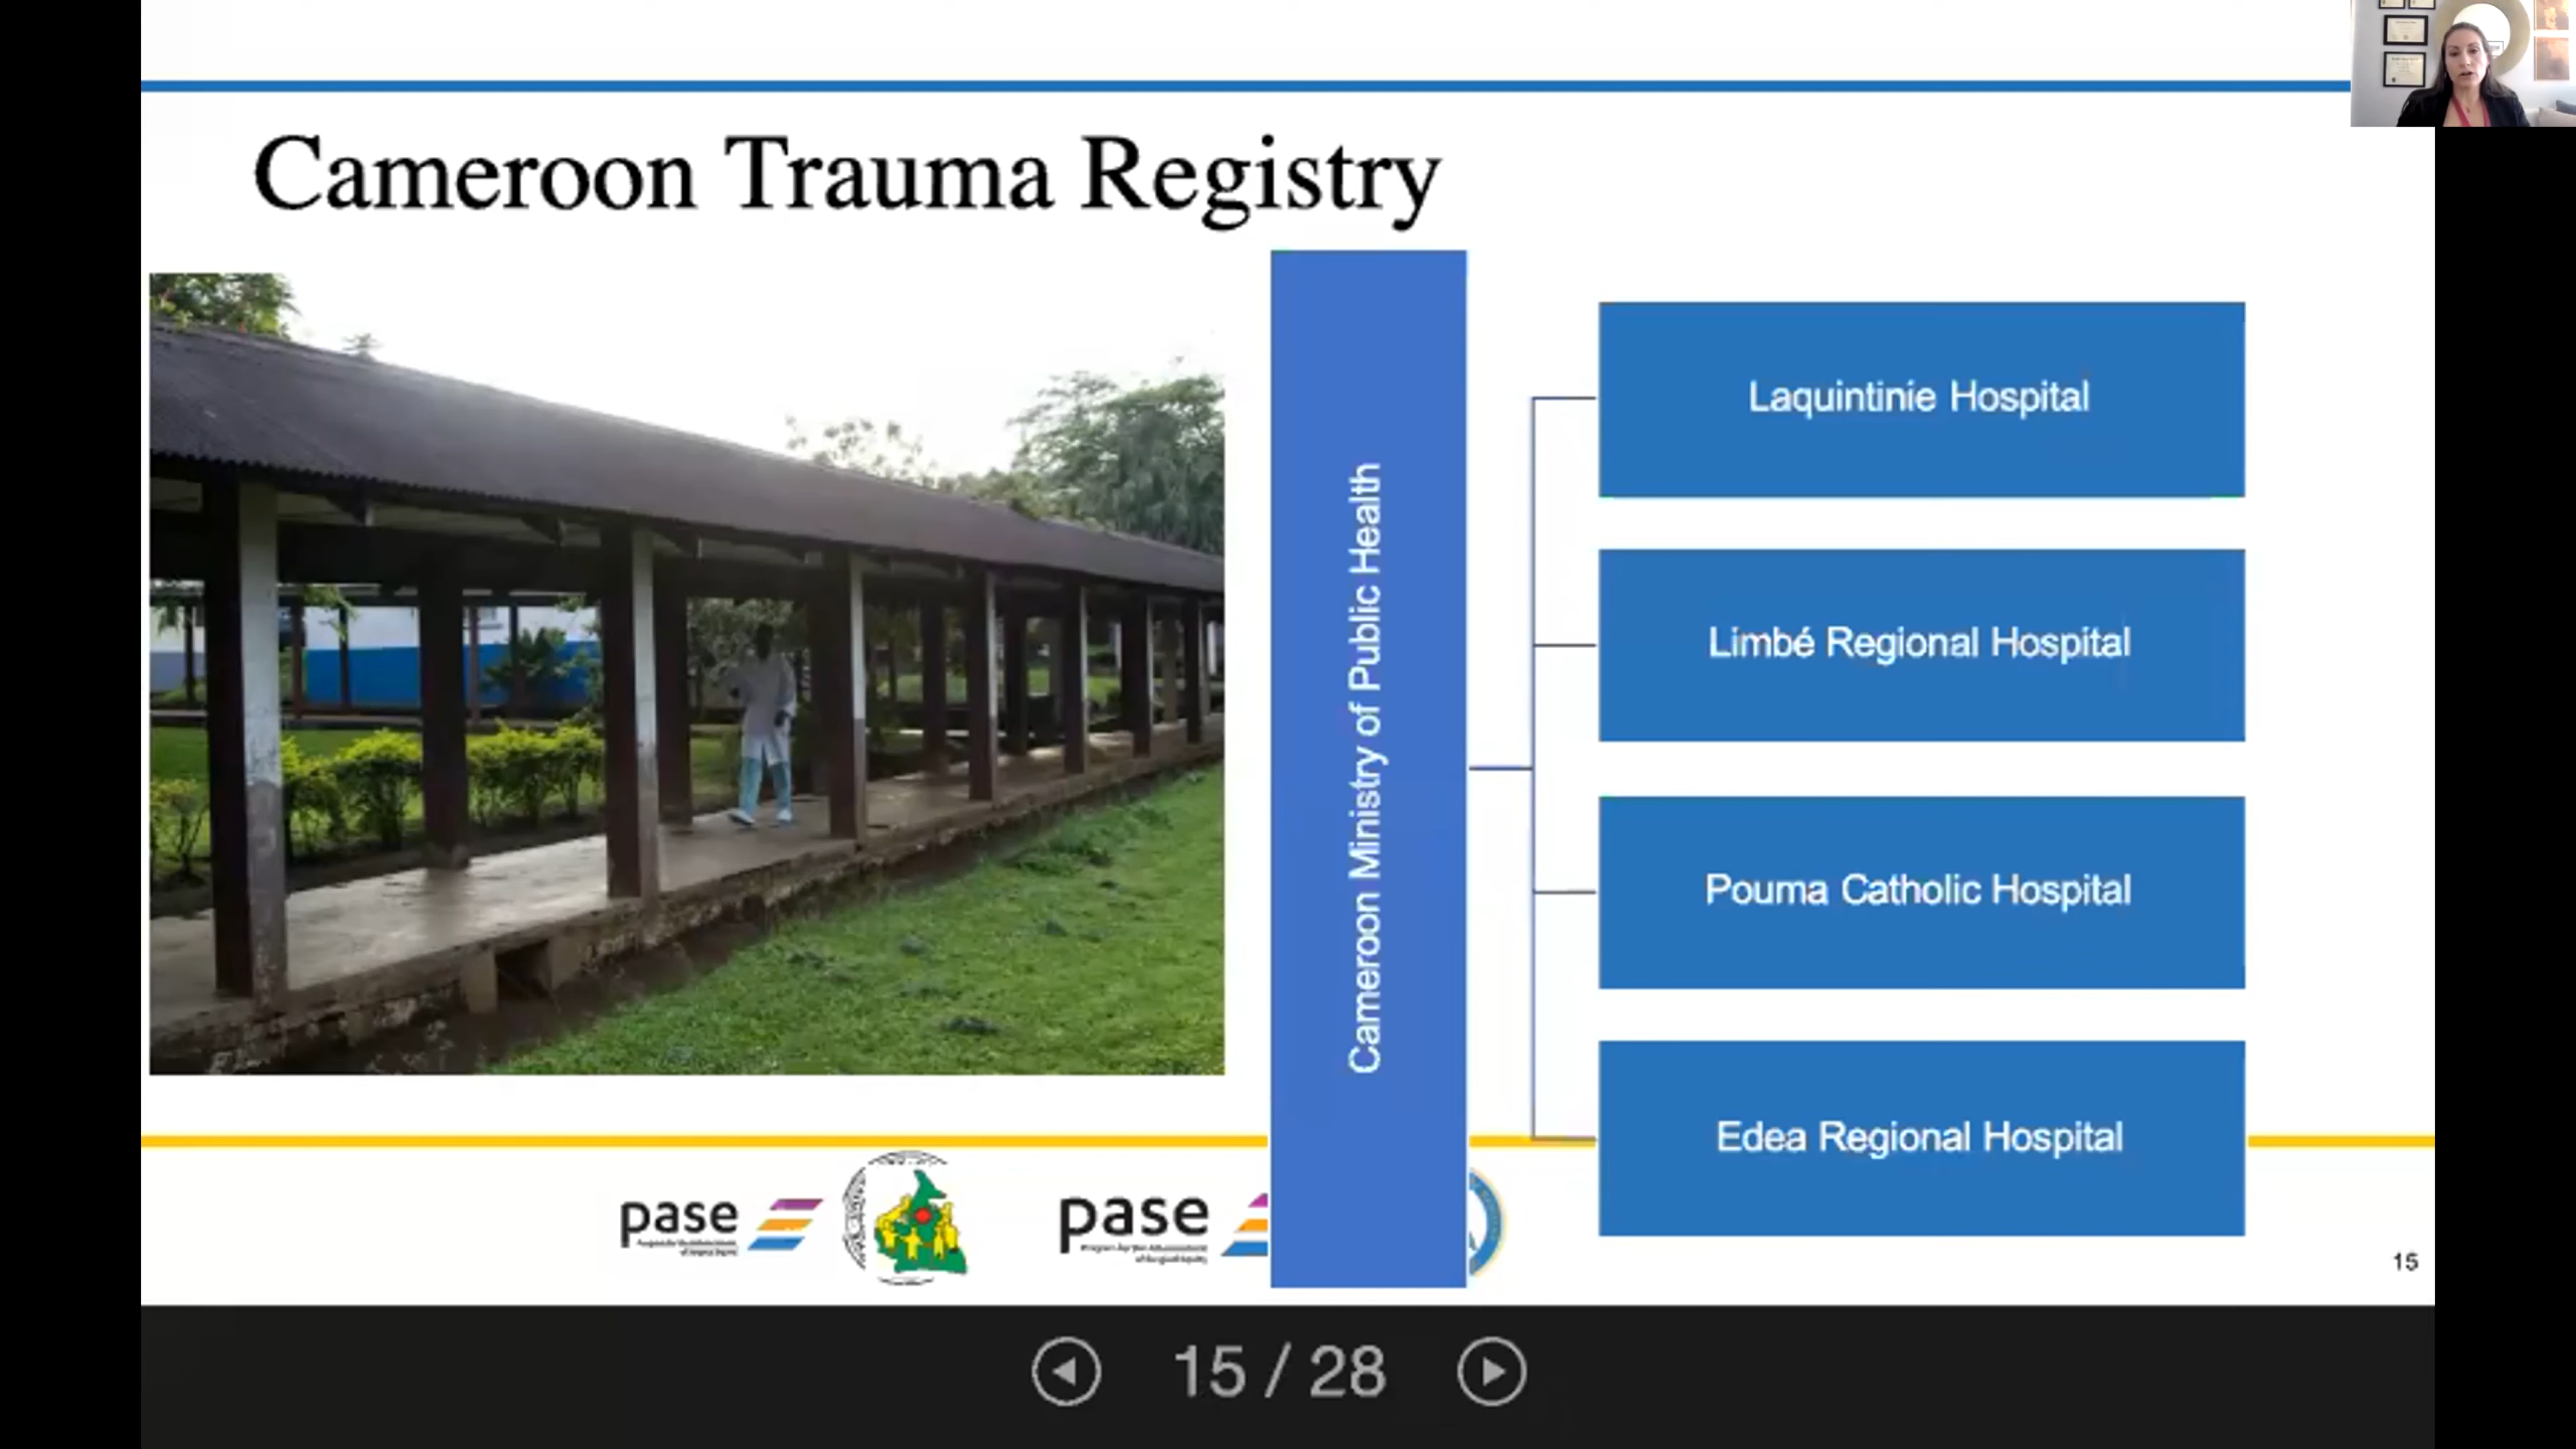 Cameroon Trauma Registry
Cameroon Ministry of Public Health
Laquintinie Hospital
Limbé Regional Hospital
Pouma Catholic Hospital
Edea Regional Hospital
pase
pase
15
15 / 28